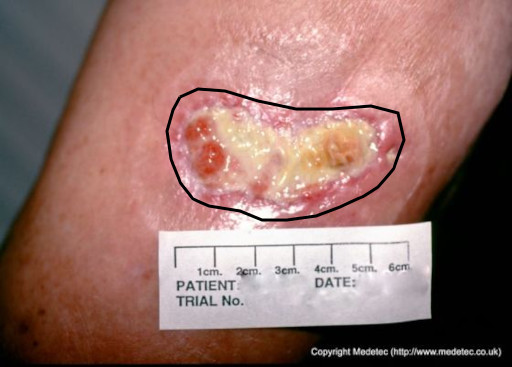 1cm. 2cm. 3cm. 4cm. 5cm. 6cm
PATIENT. DATE:
TRIAL No.
Copyright Medetec (http://www.medetec.co.uk)